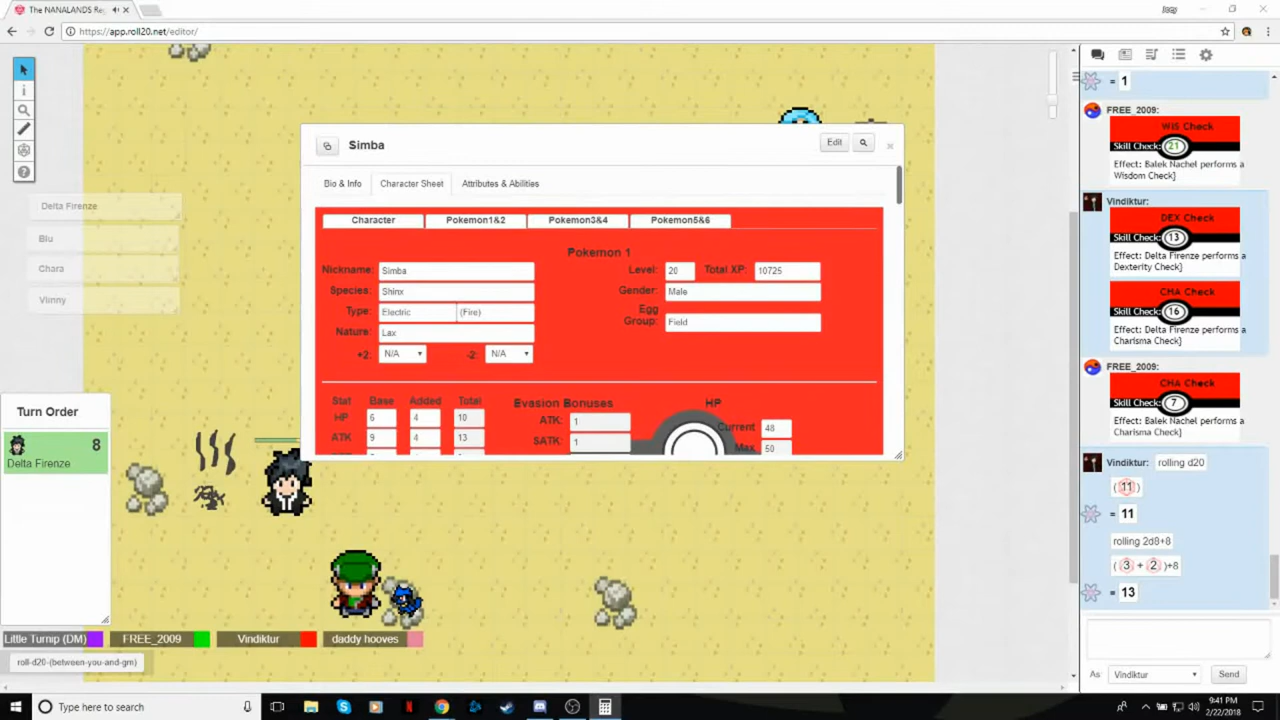 The NANALANDS Re
https://app.roll20.net/editor/
Delta Firenze
Blu
Chara
Vinny
Turn Order
8
Delta Firenze
Little Turnip (DM)
FREE_2009
Vindiktur
daddy hooves
roll-d20-(between-you-and-gm)
Simba
Edit
Bio & Info
Character Sheet
Attributes & Abilities
Character
Pokemon1&2
Pokemon3&4
Pokemon5&6
Pokemon 1
Nickname: Simba
Level: 20 Total XP: 10725
Species: Shinx
Gender: Male
Type: Electric (Fire)
Egg
Group: Field
Nature: Lax
+2: N/A -2: N/A
Stat Base Added Total
HP 6 4 10
ATK 9 4 13
Evasion Bonuses
ATK: 1
SATK: 1
HP
Current 48
Max 50
= 1
FREE_2009:
WIS Check
Skill Check: 21
Effect: Balek Nachel performs a
Wisdom Check]
Vindiktur:
DEX Check
Skill Check: 13
Effect: Delta Firenze performs a
Dexterity Check]
CHA Check
Skill Check: 16
Effect: Delta Firenze performs a
Charisma Check]
FREE_2009:
CHA Check
Skill Check: 7
Effect: Balek Nachel performs a
Charisma Check]
Vindiktur: rolling d20
(11)
= 11
rolling 2d8+8
(3 + 2)+8
= 13
As: Vindiktur
Send
Type here to search
9:41 PM
2/22/2018